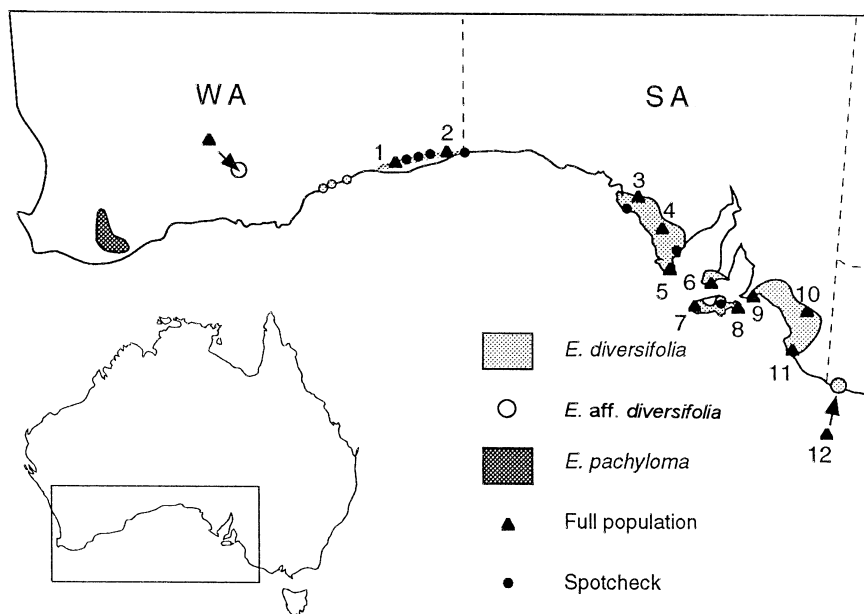 WA
SA
1
2
3
4
5
6
7
8
9
10
11
12
E. diversifolia
E. aff. diversifolia
E. pachyloma
Full population
Spotcheck